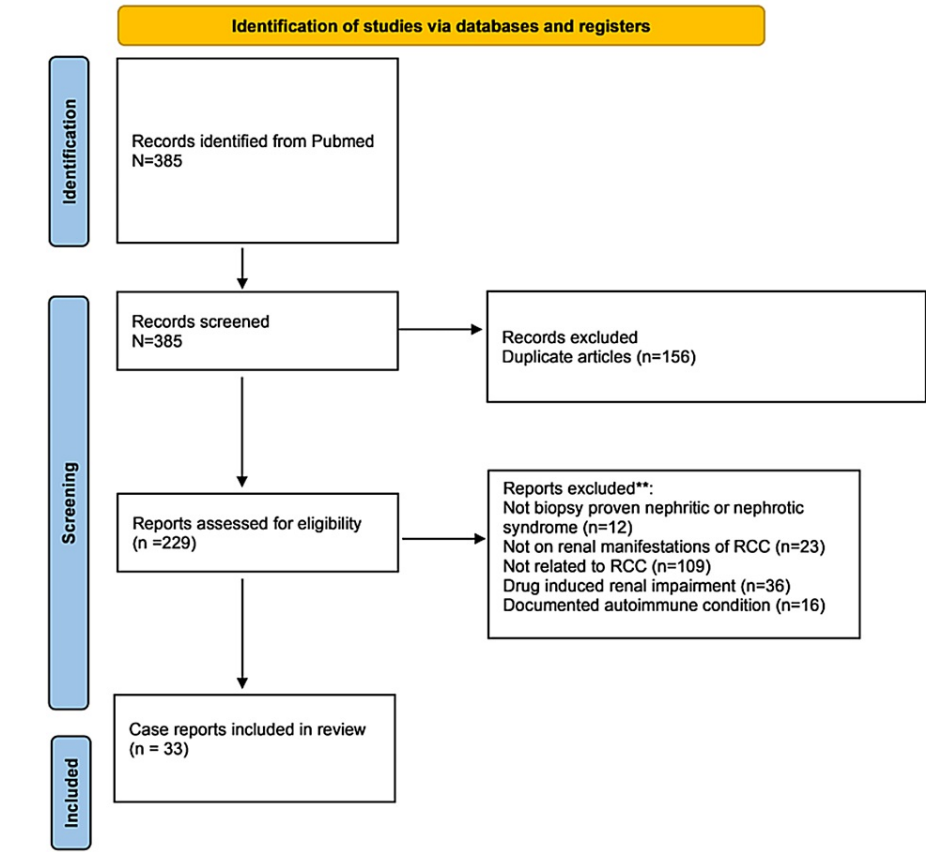 Identification of studies via databases and registers
Identification
Records identified from Pubmed
N=385
Screening
Records screened
N=385
Records excluded
Duplicate articles (n=156)
Reports assessed for eligibility
(n =229)
Reports excluded**:
Not biopsy proven nephritic or nephrotic
syndrome (n=12)
Not on renal manifestations of RCC (n=23)
Not related to RCC (n=109)
Drug induced renal impairment (n=36)
Documented autoimmune condition (n=16)
Included
Case reports included in review
(n = 33)